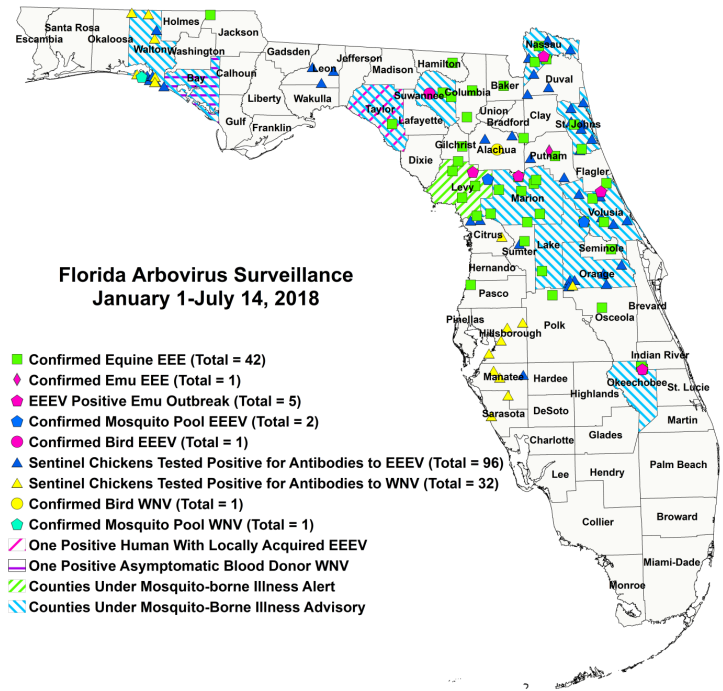 Holmes
Jackson
Santa Rosa
Escambia
Okaloosa
Walton
Washington
Gadsden
Jefferson
Leon
Madison
Hamilton
Nassau
Bay
Calhoun
Liberty
Wakulla
Suwannee
Columbia
Baker
Duval
Gulf
Franklin
Taylor
Lafayette
Union
Bradford
Clay
St. Johns
Dixie
Gilchrist
Alachua
Putnam
Flagler
Levy
Marion
Volusia
Citrus
Sumter
Lake
Seminole
Hernando
Orange
Pasco
Brevard
Osceola
Pinellas
Hillsborough
Polk
Indian River
Manatee
Hardee
Highlands
Okeechobee
St. Lucie
Sarasota
DeSoto
Martin
Charlotte
Glades
Lee
Hendry
Palm Beach
Collier
Broward
Miami-Dade
Monroe
Florida Arbovirus Surveillance
January 1-July 14, 2018
Confirmed Equine EEE (Total = 42)
Confirmed Emu EEE (Total = 1)
EEEV Positive Emu Outbreak (Total = 5)
Confirmed Mosquito Pool EEEV (Total = 2)
Confirmed Bird EEEV (Total = 1)
Sentinel Chickens Tested Positive for Antibodies to EEEV (Total = 96)
Sentinel Chickens Tested Positive for Antibodies to WNV (Total = 32)
Confirmed Bird WNV (Total = 1)
Confirmed Mosquito Pool WNV (Total = 1)
One Positive Human With Locally Acquired EEEV
One Positive Asymptomatic Blood Donor WNV
Counties Under Mosquito-borne Illness Alert
Counties Under Mosquito-Borne Illness Advisory